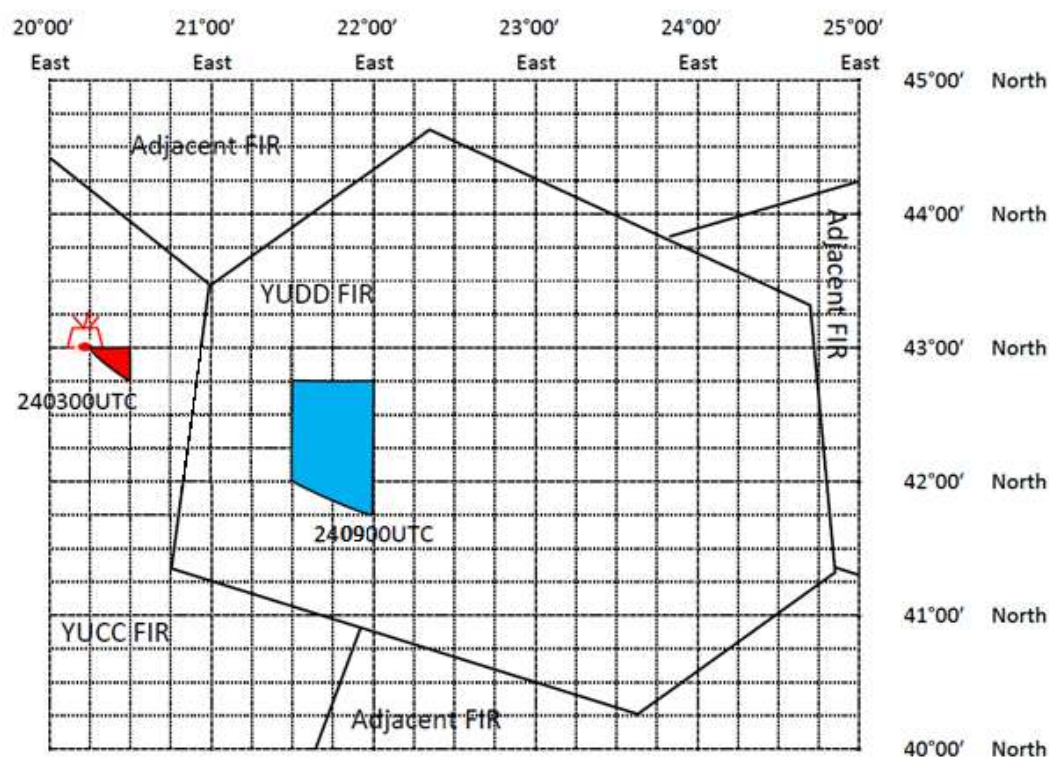 20°00’ 21°00’ 22°00’ 23°00’ 24°00’ 25°00’
East East East East East East
45°00’ North
Adjacent FIR
44°00’ North
Adjacent FIR
YUDD FIR
43°00’ North
240300UTC
42°00’ North
240900UTC
41°00’ North
YUCC FIR
Adjacent FIR
40°00’ North